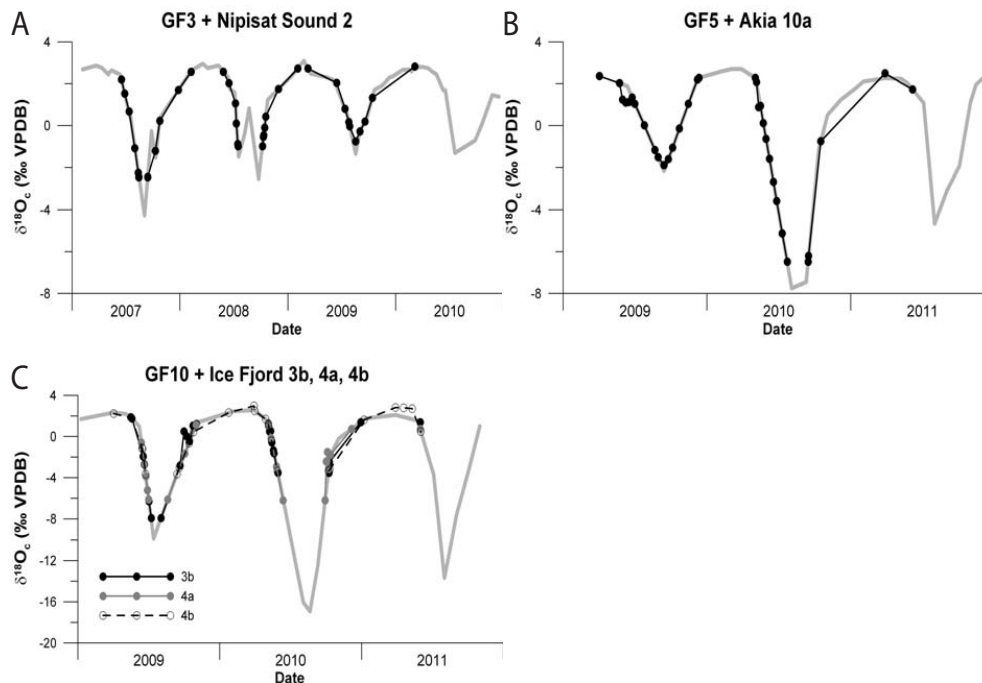 A
GF3 + Nipisat Sound 2
δ18Oc (‰ VPDB)
4
0
-4
-8
2007 2008 2009 2010
Date
B
GF5 + Akia 10a
δ18Oc (‰ VPDB)
4
0
-4
-8
2009 2010 2011
Date
C
GF10 + Ice Fjord 3b, 4a, 4b
δ18Oc (‰ VPDB)
4
0
-4
-8
-12
-16
-20
3b
4a
4b
2009 2010 2011
Date